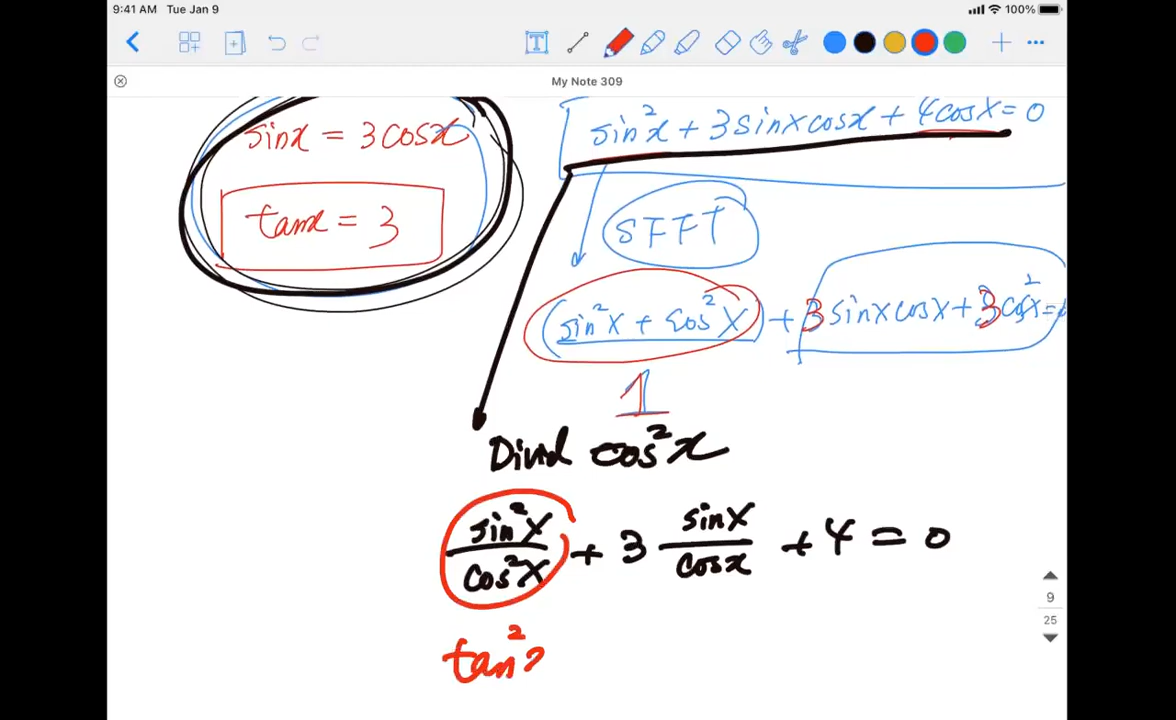 9:41 AM Tue Jan 9
100%
My Note 309
sinx = 3cosx
tanx = 3
sin²x + 3sinxcosx + 4cosx = 0
SFFT
(sin²x + cos²x) + 3sinxcosx + 3cos²x =
1
Divid cos²x
sin²x/cos²x + 3 sinx/cosx + 4 = 0
tan²
9
25